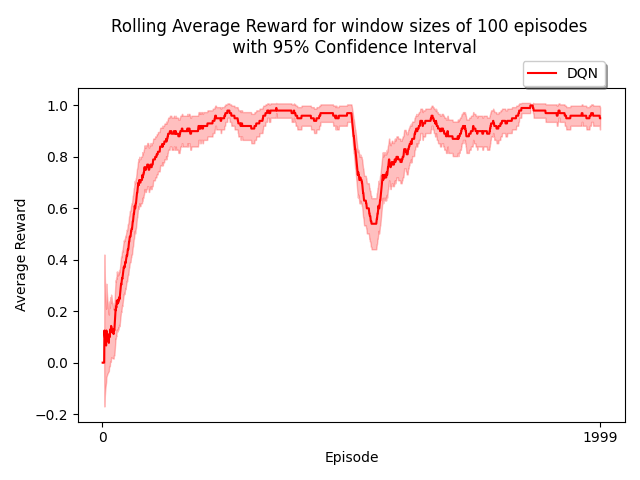 Rolling Average Reward for window sizes of 100 episodes
with 95% Confidence Interval
DQN
1.0
0.8
0.6
0.4
0.2
0.0
−0.2
Average Reward
0
1999
Episode